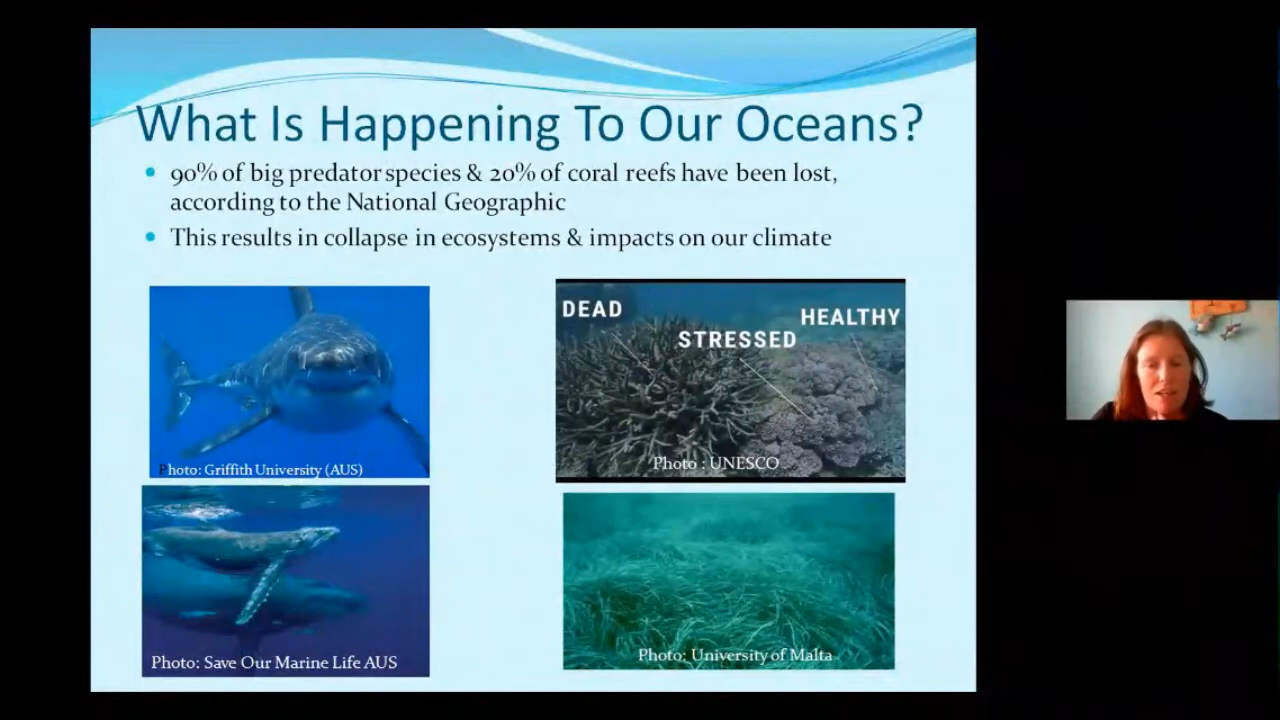 What Is Happening To Our Oceans?
• 90% of big predator species & 20% of coral reefs have been lost,
according to the National Geographic
• This results in collapse in ecosystems & impacts on our climate
DEAD
HEALTHY
STRESSED
Photo: Griffith University (AUS)
Photo : UNESCO
Photo: Save Our Marine Life AUS
Photo: University of Malta